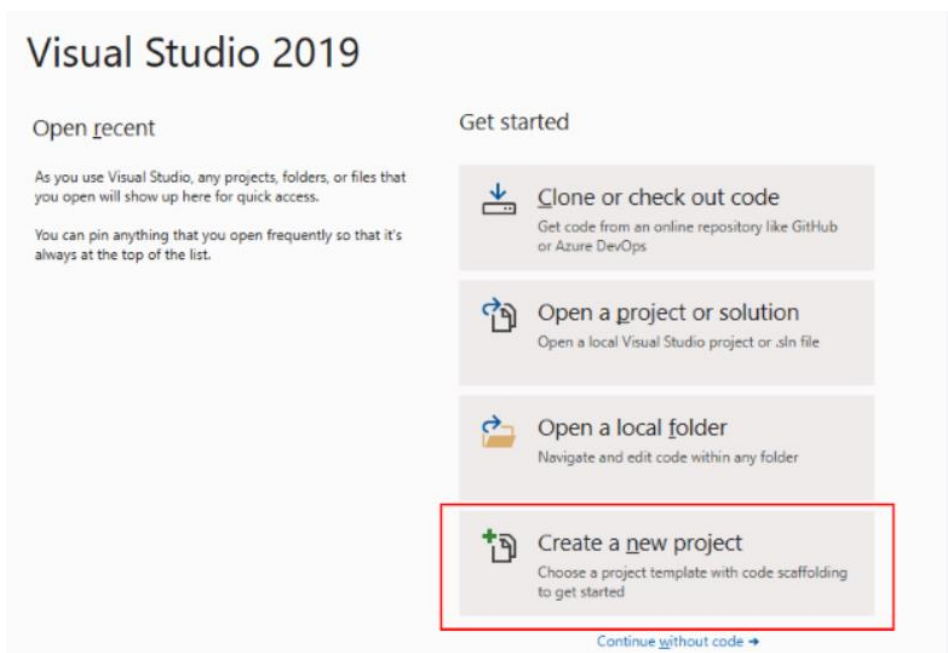 Visual Studio 2019
Open recent
As you use Visual Studio, any projects, folders, or files that
you open will show up here for quick access.
You can pin anything that you open frequently so that it's
always at the top of the list.
Get started
Clone or check out code
Get code from an online repository like GitHub
or Azure DevOps
Open a project or solution
Open a local Visual Studio project or .sln file
Open a local folder
Navigate and edit code within any folder
Create a new project
Choose a project template with code scaffolding
to get started
Continue without code →